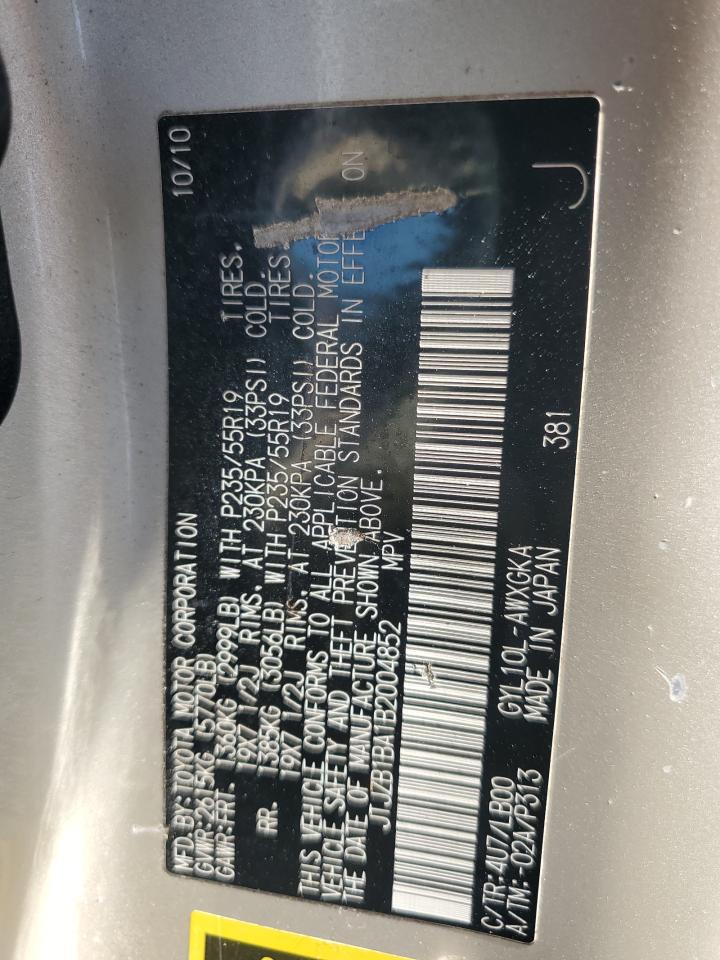 MFD. BY: TOYOTA MOTOR CORPORATION 10/10
GVWR: 2615KG (5770LB)
GAWR: FRT. 1360KG (2999LB) WITH P235/55R19 TIRES,
19X7 1/2J RIMS, AT 230KPA (33PSI) COLD.
RR. 1385KG (3056LB) WITH P235/55R19 TIRES,
19X7 1/2J RIMS, AT 230KPA (33PSI) COLD.
THIS VEHICLE CONFORMS TO ALL APPLICABLE FEDERAL MOTOR
VEHICLE SAFETY AND THEFT PREVENTION STANDARDS IN EFFE ON
THE DATE OF MANUFACTURE SHOWN ABOVE.
JTJZB1BA1B2004852 MPV
C/TR: 4U7/LB00 GYL10L-AWXGKA 381 J
A/TM: -02A/P313 MADE IN JAPAN